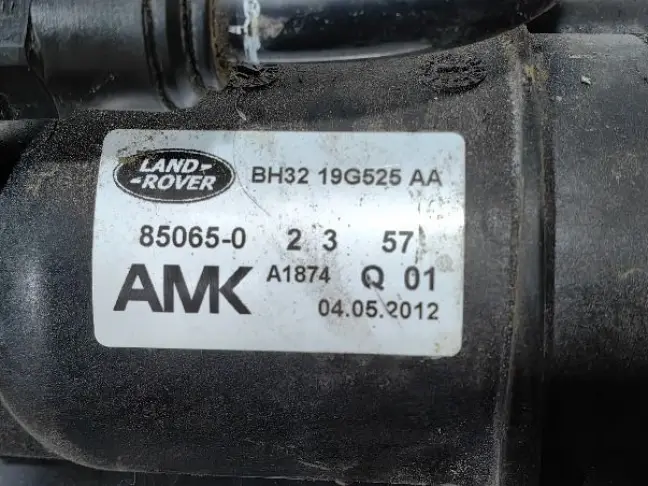 LAND-
-ROVER
BH32 19G525 AA
85065-0 2 3 57
AMK A1874 Q 01
04.05.2012